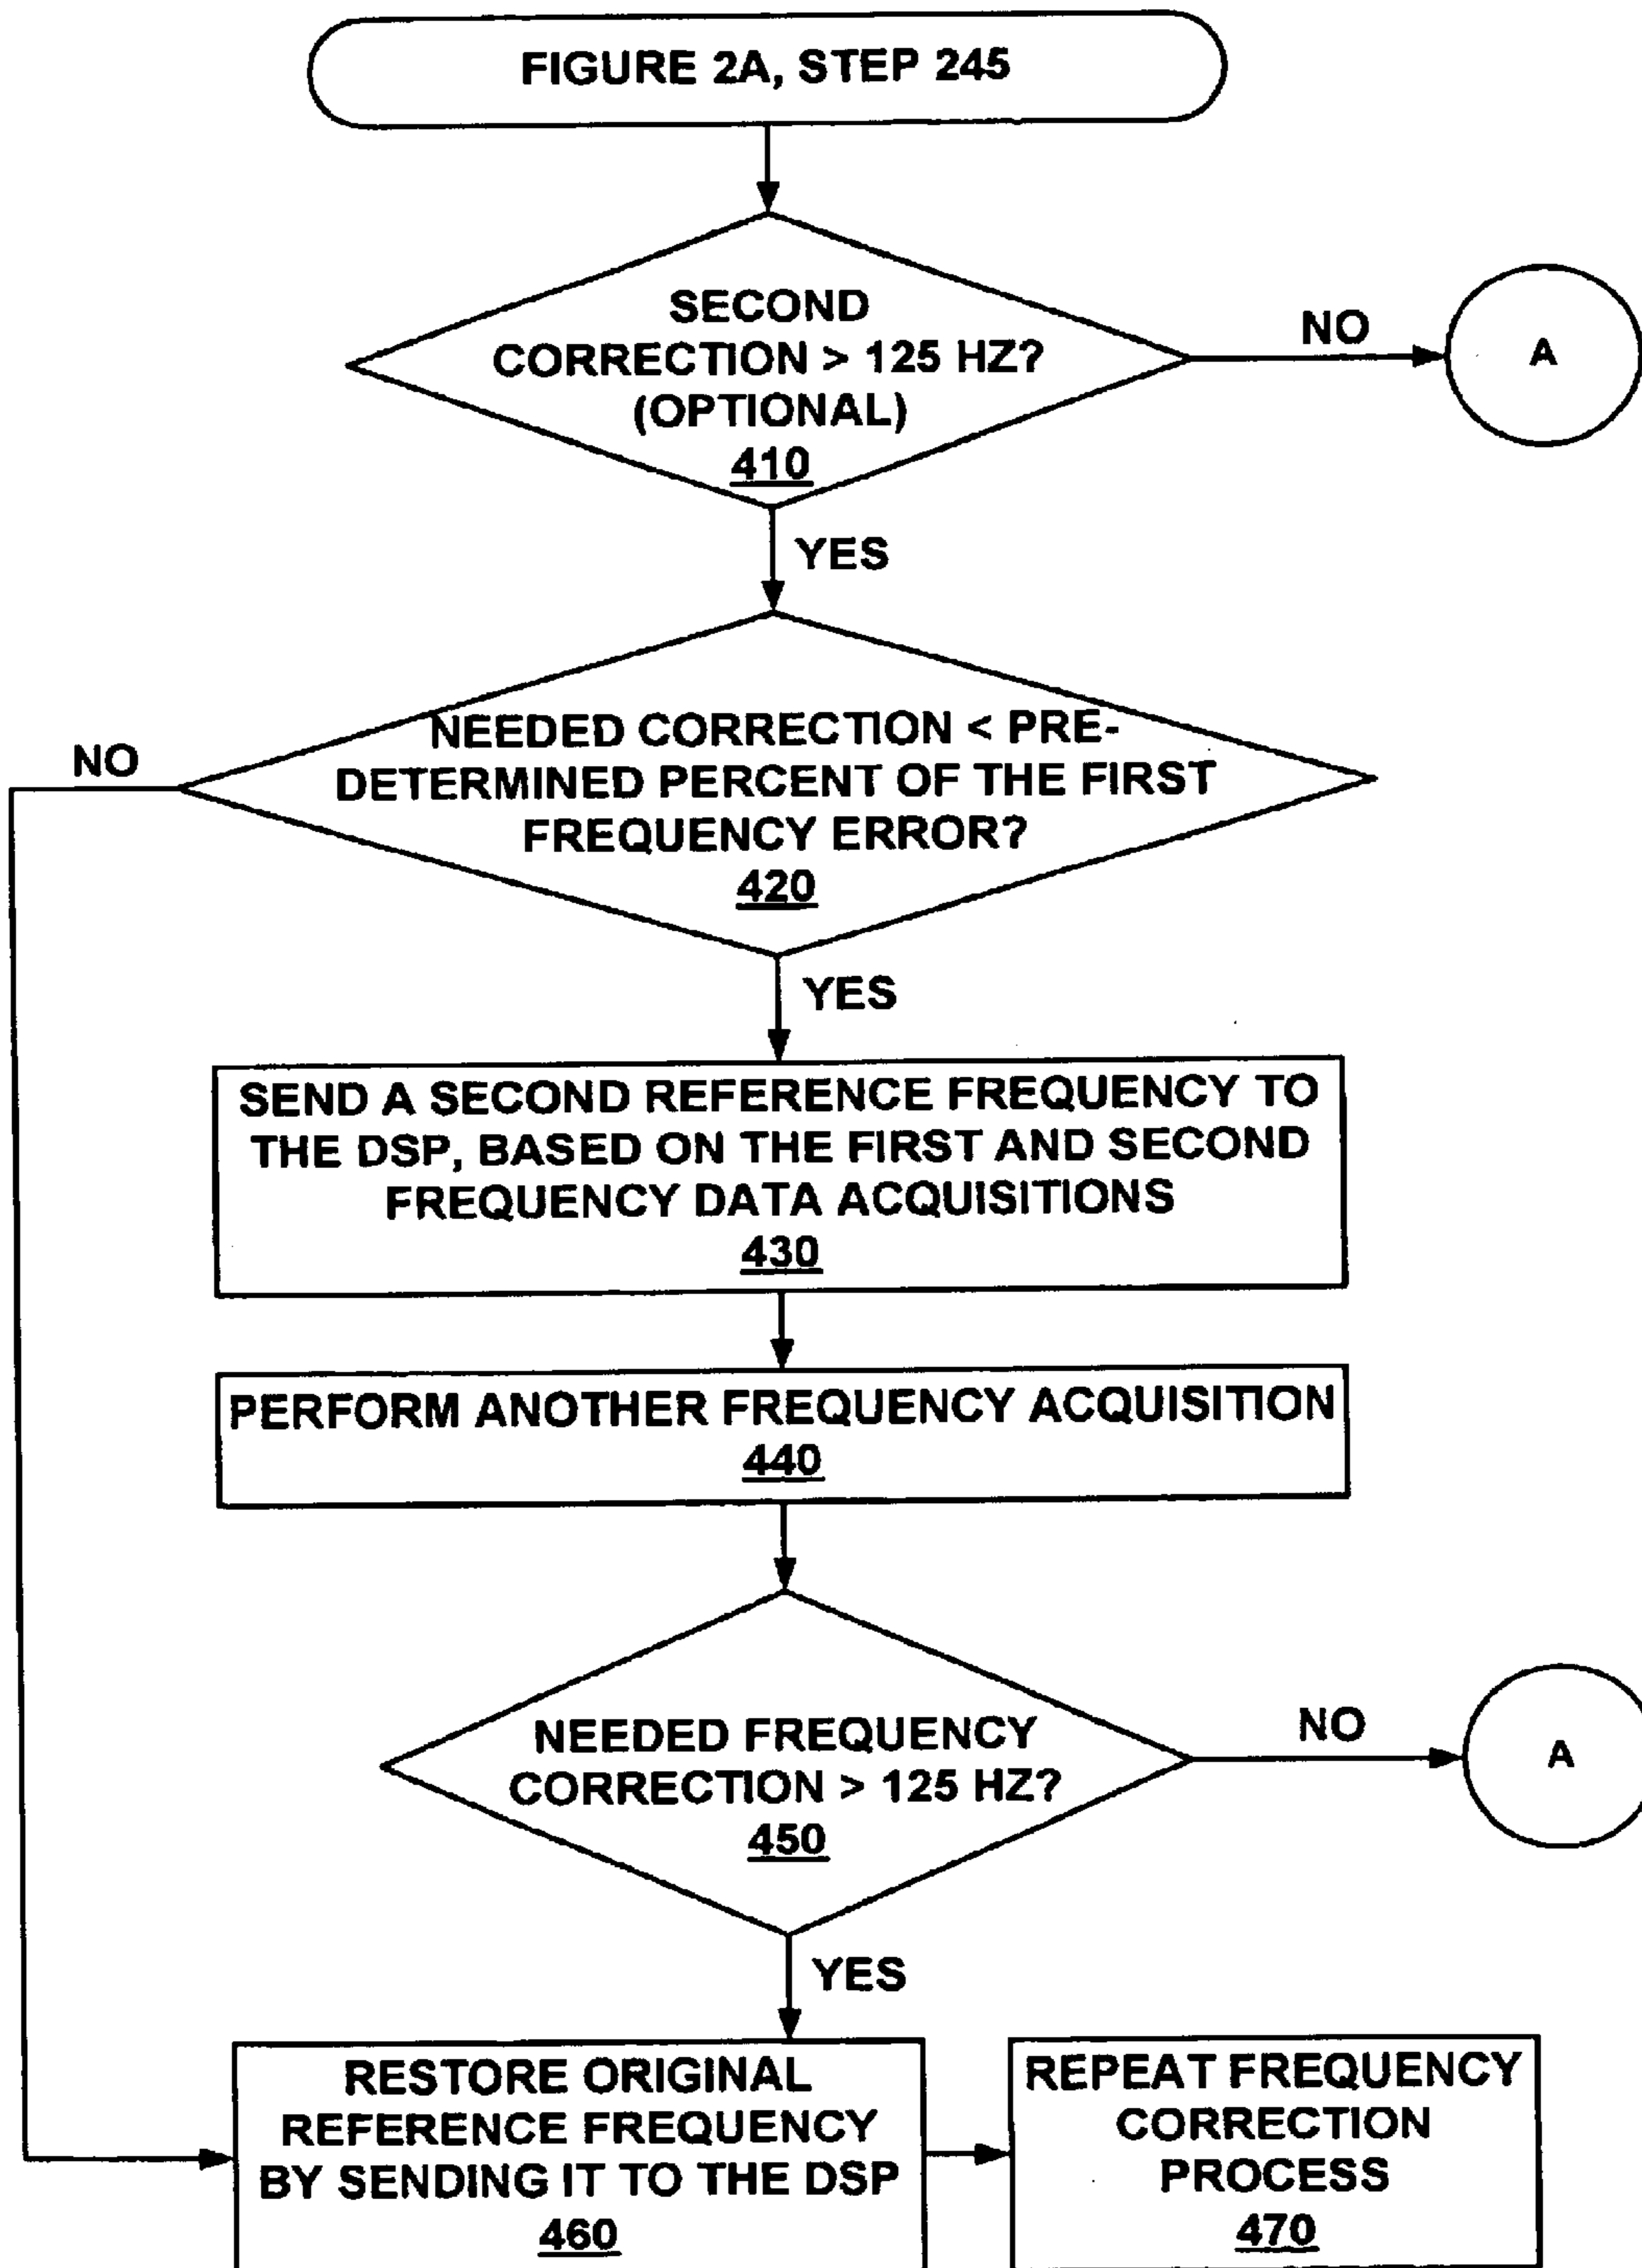 FIGURE 2A, STEP 245
SECOND
CORRECTION > 125 HZ?
(OPTIONAL)
410
NO
A
YES
NEEDED CORRECTION < PRE-
DETERMINED PERCENT OF THE FIRST
FREQUENCY ERROR?
420
NO
YES
SEND A SECOND REFERENCE FREQUENCY TO
THE DSP, BASED ON THE FIRST AND SECOND
FREQUENCY DATA ACQUISITIONS
430
PERFORM ANOTHER FREQUENCY ACQUISITION
440
NEEDED FREQUENCY
CORRECTION > 125 HZ?
450
NO
A
YES
RESTORE ORIGINAL
REFERENCE FREQUENCY
BY SENDING IT TO THE DSP
460
REPEAT FREQUENCY
CORRECTION
PROCESS
470